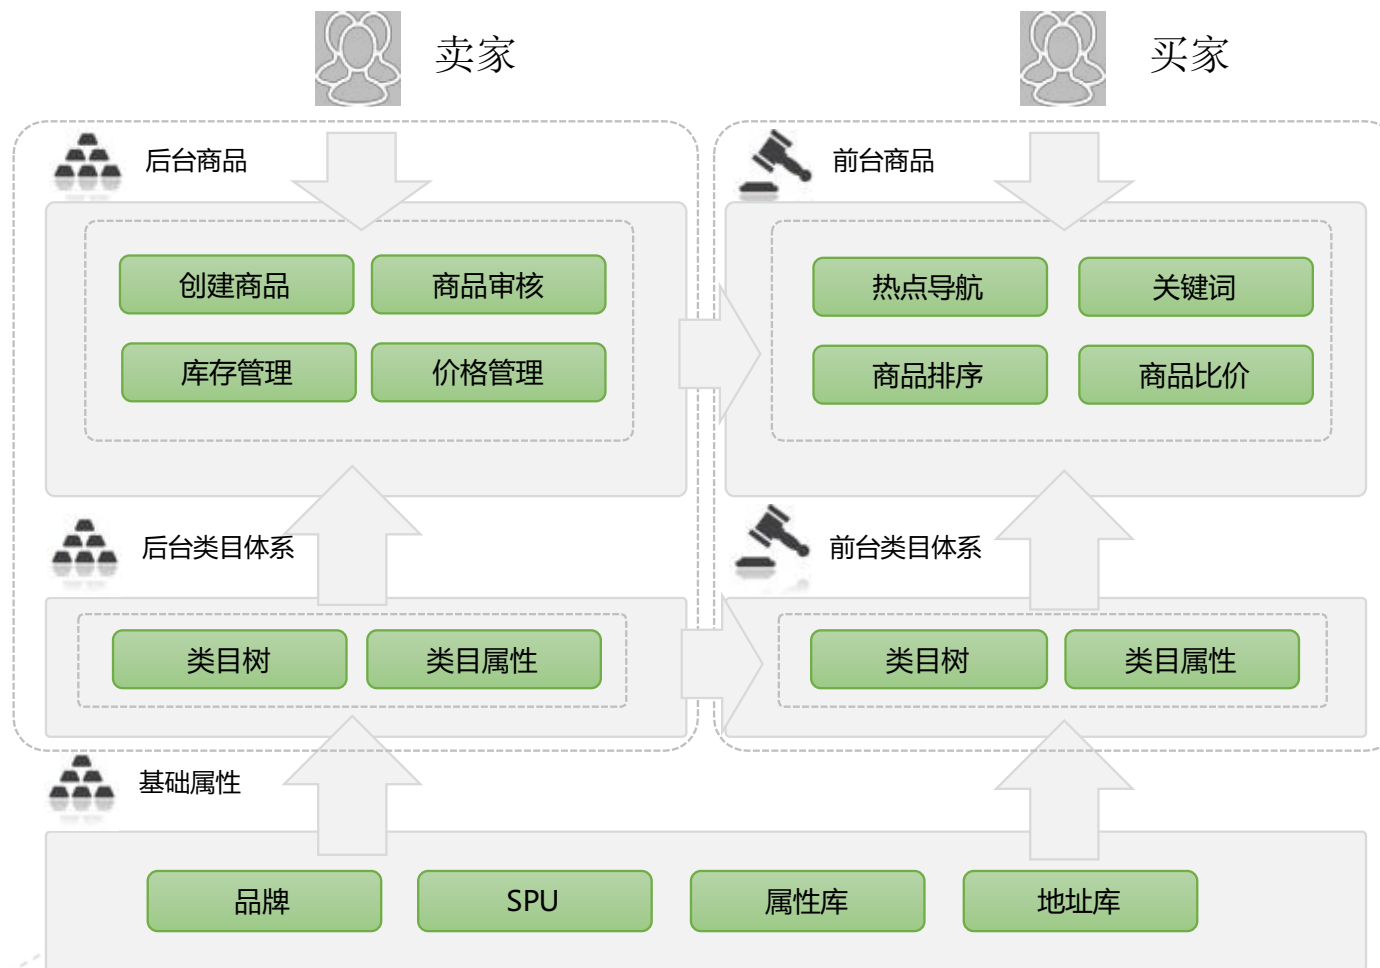 卖家
买家
后台商品
前台商品
创建商品
商品审核
热点导航
关键词
库存管理
价格管理
商品排序
商品比价
后台类目体系
前台类目体系
类目树
类目属性
类目树
类目属性
基础属性
品牌
SPU
属性库
地址库